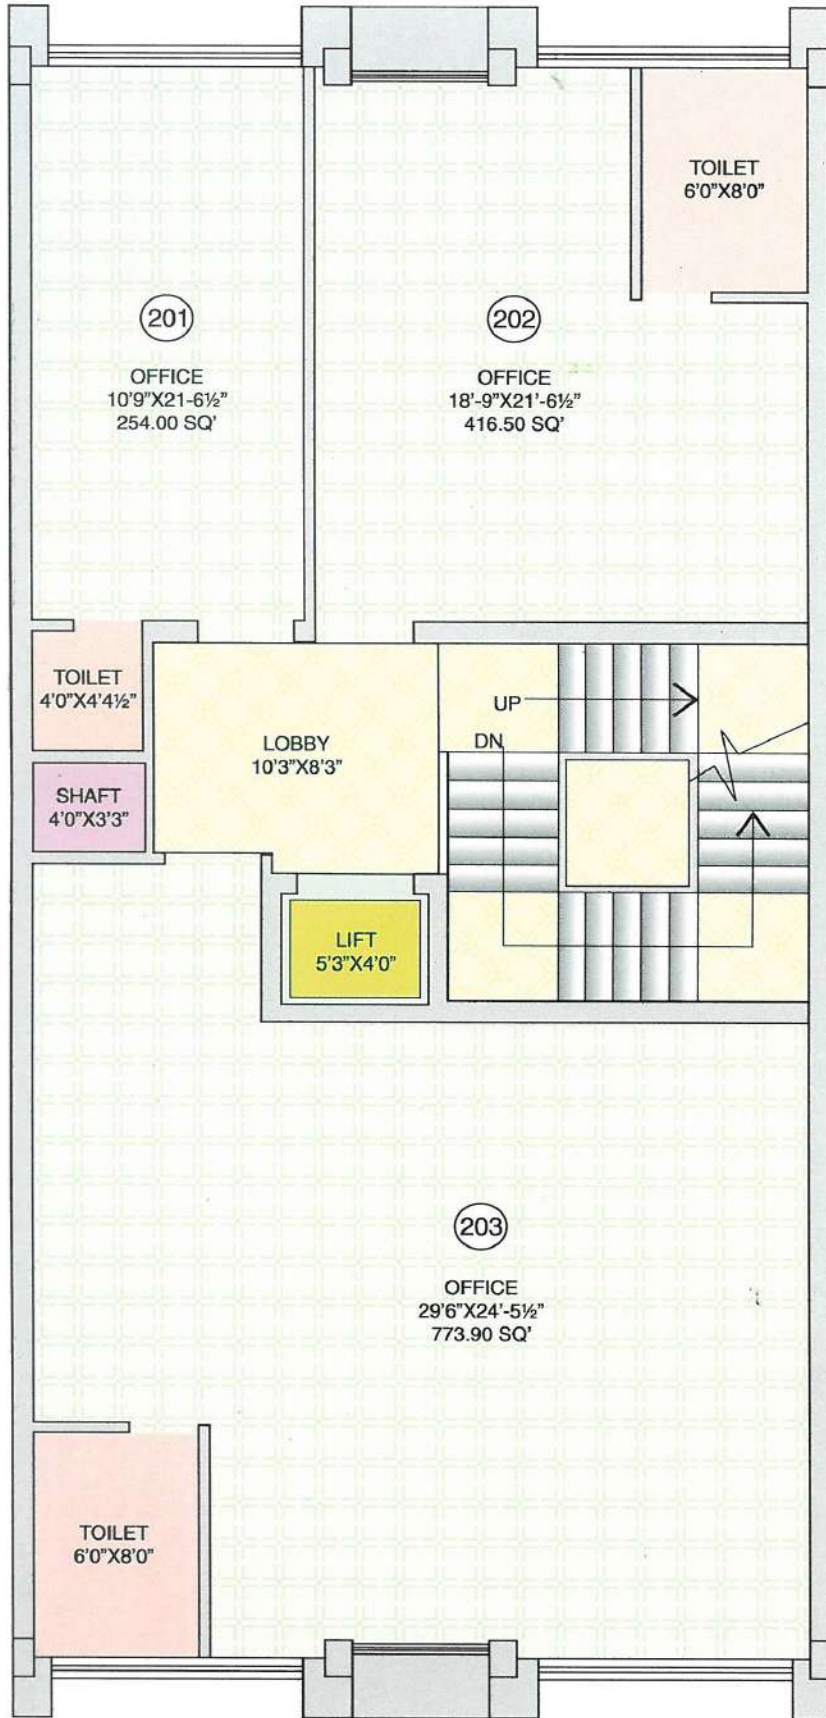 TOILET
6'0"X8'0"
201
OFFICE
10'9"X21-6½"
254.00 SQ'
202
OFFICE
18'-9"X21'-6½"
416.50 SQ'
TOILET
4'0"X4'4½"
SHAFT
4'0"X3'3"
LOBBY
10'3"X8'3"
UP
DN
LIFT
5'3"X4'0"
203
OFFICE
29'6"X24'-5½"
773.90 SQ'
TOILET
6'0"X8'0"